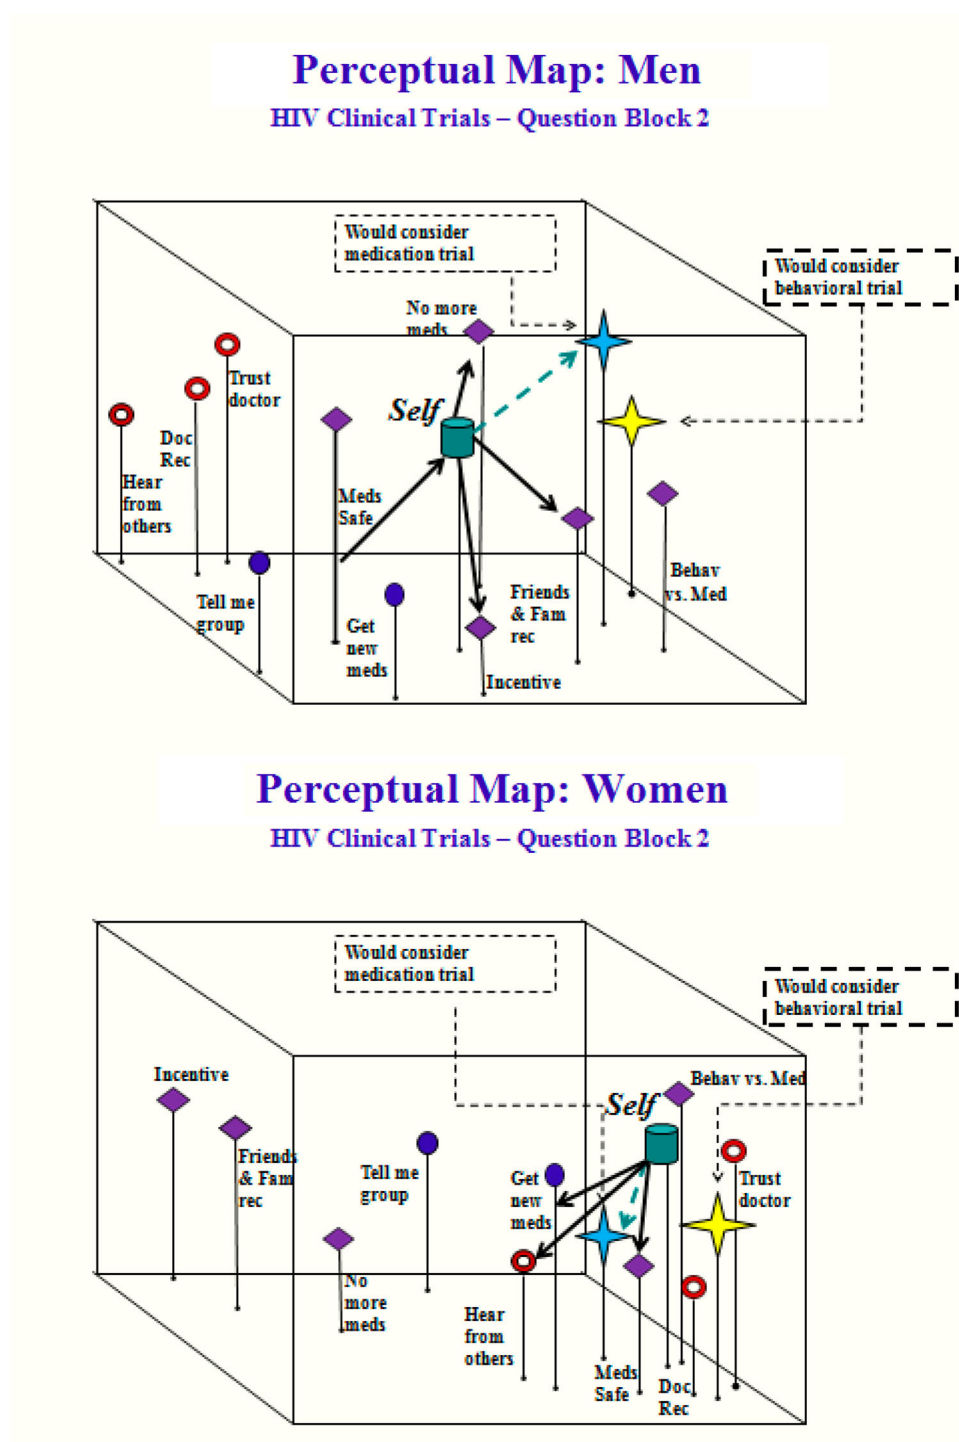 Perceptual Map: Men
HIV Clinical Trials – Question Block 2
Would consider
medication trial
Would consider
behavioral trial
No more
meds
Trust
doctor
Self
Doc
Rec
Hear
from
others
Meds
Safe
Behav
vs. Med
Friends
& Fam
rec
Tell me
group
Get
new
meds
Incentive
Perceptual Map: Women
HIV Clinical Trials – Question Block 2
Would consider
medication trial
Would consider
behavioral trial
Incentive
Behav vs. Med
Self
Friends
& Fam
rec
Tell me
group
Get
new
meds
Trust
doctor
No
more
meds
Hear
from
others
Meds
Safe
Doc
Rec